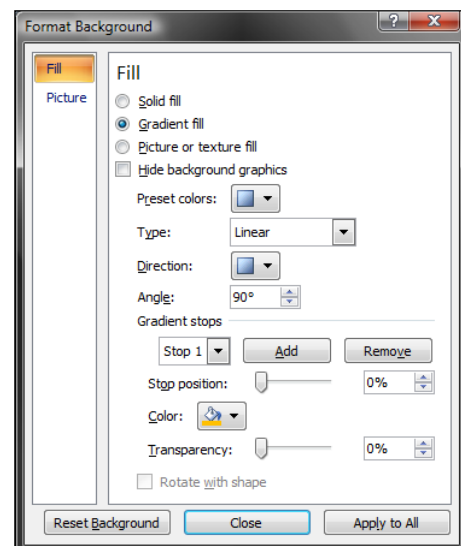 Format Background
?
X
Fill
Picture
Fill
Solid fill
Gradient fill
Picture or texture fill
Hide background graphics
Preset colors:
Type: Linear
Direction:
Angle: 90°
Gradient stops
Stop 1 Add Remove
Stop position: 0%
Color:
Transparency: 0%
Rotate with shape
Reset Background Close Apply to All